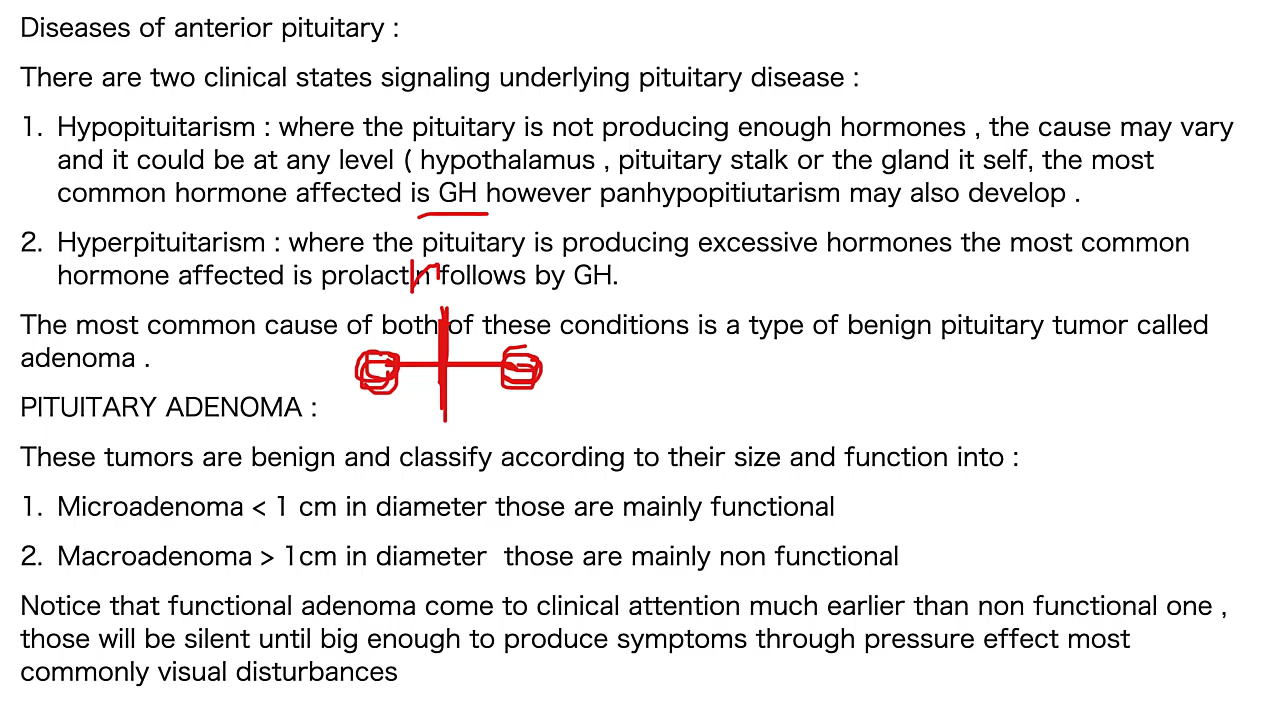 Diseases of anterior pituitary :
There are two clinical states signaling underlying pituitary disease :
1. Hypopituitarism : where the pituitary is not producing enough hormones , the cause may vary
and it could be at any level ( hypothalamus , pituitary stalk or the gland it self, the most
common hormone affected is GH however panhypopitiutarism may also develop .
2. Hyperpituitarism : where the pituitary is producing excessive hormones the most common
hormone affected is prolactin follows by GH.
The most common cause of both of these conditions is a type of benign pituitary tumor called
adenoma .
PITUITARY ADENOMA :
These tumors are benign and classify according to their size and function into :
1. Microadenoma < 1 cm in diameter those are mainly functional
2. Macroadenoma > 1cm in diameter  those are mainly non functional
Notice that functional adenoma come to clinical attention much earlier than non functional one ,
those will be silent until big enough to produce symptoms through pressure effect most
commonly visual disturbances